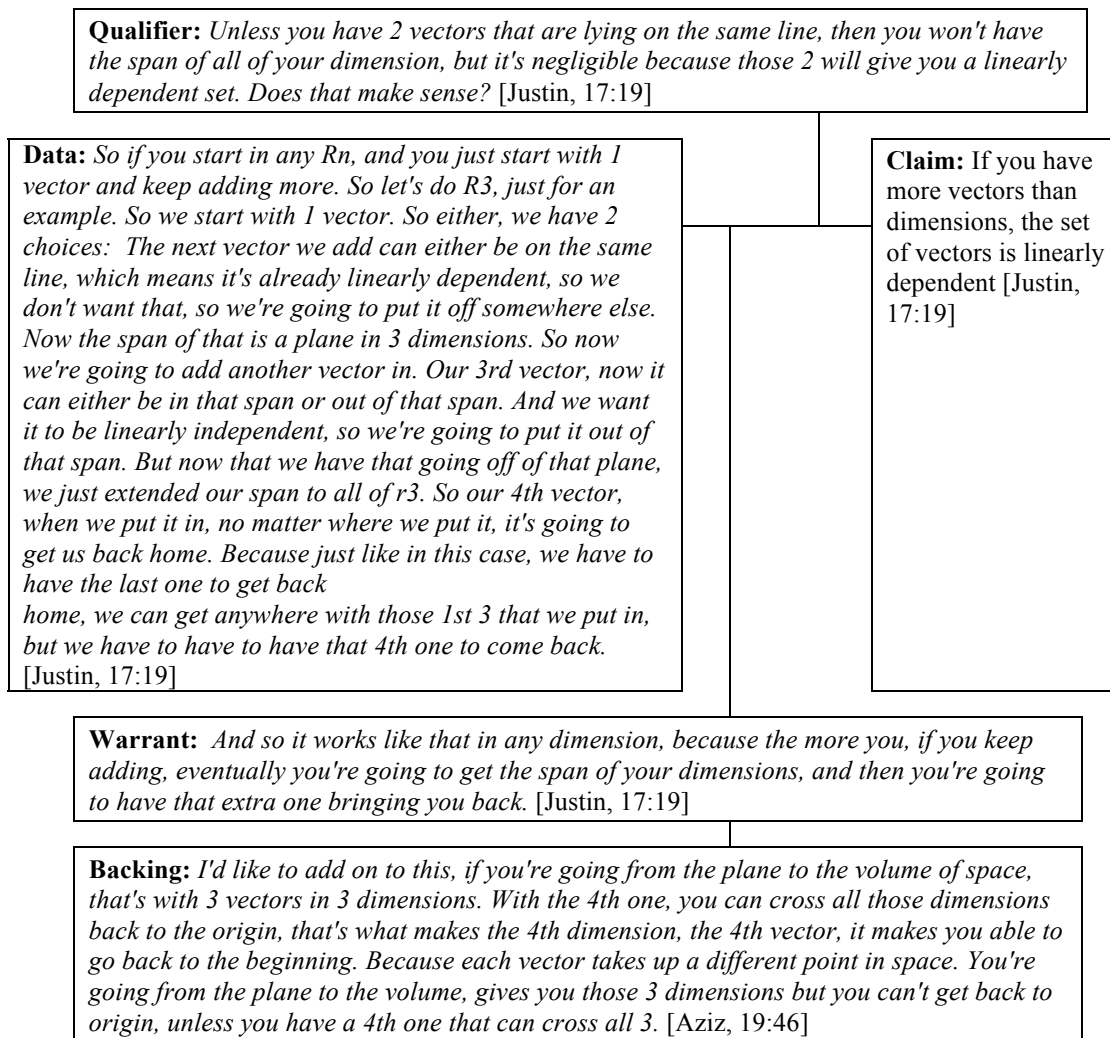 Qualifier: Unless you have 2 vectors that are lying on the same line, then you won't have
the span of all of your dimension, but it's negligible because those 2 will give you a linearly
dependent set. Does that make sense? [Justin, 17:19]
Data: So if you start in any Rn, and you just start with 1
vector and keep adding more. So let's do R3, just for an
example. So we start with 1 vector. So either, we have 2
choices: The next vector we add can either be on the same
line, which means it's already linearly dependent, so we
don't want that, so we're going to put it off somewhere else.
Now the span of that is a plane in 3 dimensions. So now
we're going to add another vector in. Our 3rd vector, now it
can either be in that span or out of that span. And we want
it to be linearly independent, so we're going to put it out of
that span. But now that we have that going off of that plane,
we just extended our span to all of r3. So our 4th vector,
when we put it in, no matter where we put it, it's going to
get us back home. Because just like in this case, we have to
have the last one to get back
home, we can get anywhere with those 1st 3 that we put in,
but we have to have to have that 4th one to come back.
[Justin, 17:19]
Claim: If you have
more vectors than
dimensions, the set
of vectors is linearly
dependent [Justin,
17:19]
Warrant: And so it works like that in any dimension, because the more you, if you keep
adding, eventually you're going to get the span of your dimensions, and then you're going
to have that extra one bringing you back. [Justin, 17:19]
Backing: I'd like to add on to this, if you're going from the plane to the volume of space,
that's with 3 vectors in 3 dimensions. With the 4th one, you can cross all those dimensions
back to the origin, that's what makes the 4th dimension, the 4th vector, it makes you able to
go back to the beginning. Because each vector takes up a different point in space. You're
going from the plane to the volume, gives you those 3 dimensions but you can't get back to
origin, unless you have a 4th one that can cross all 3. [Aziz, 19:46]